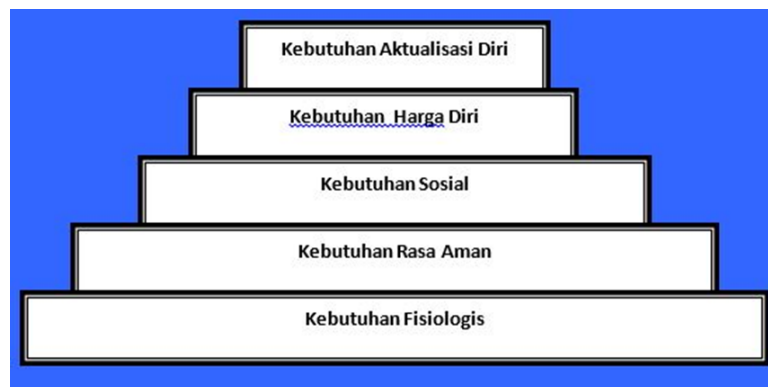 Kebutuhan Aktualisasi Diri
Kebutuhan Harga Diri
Kebutuhan Sosial
Kebutuhan Rasa Aman
Kebutuhan Fisiologis